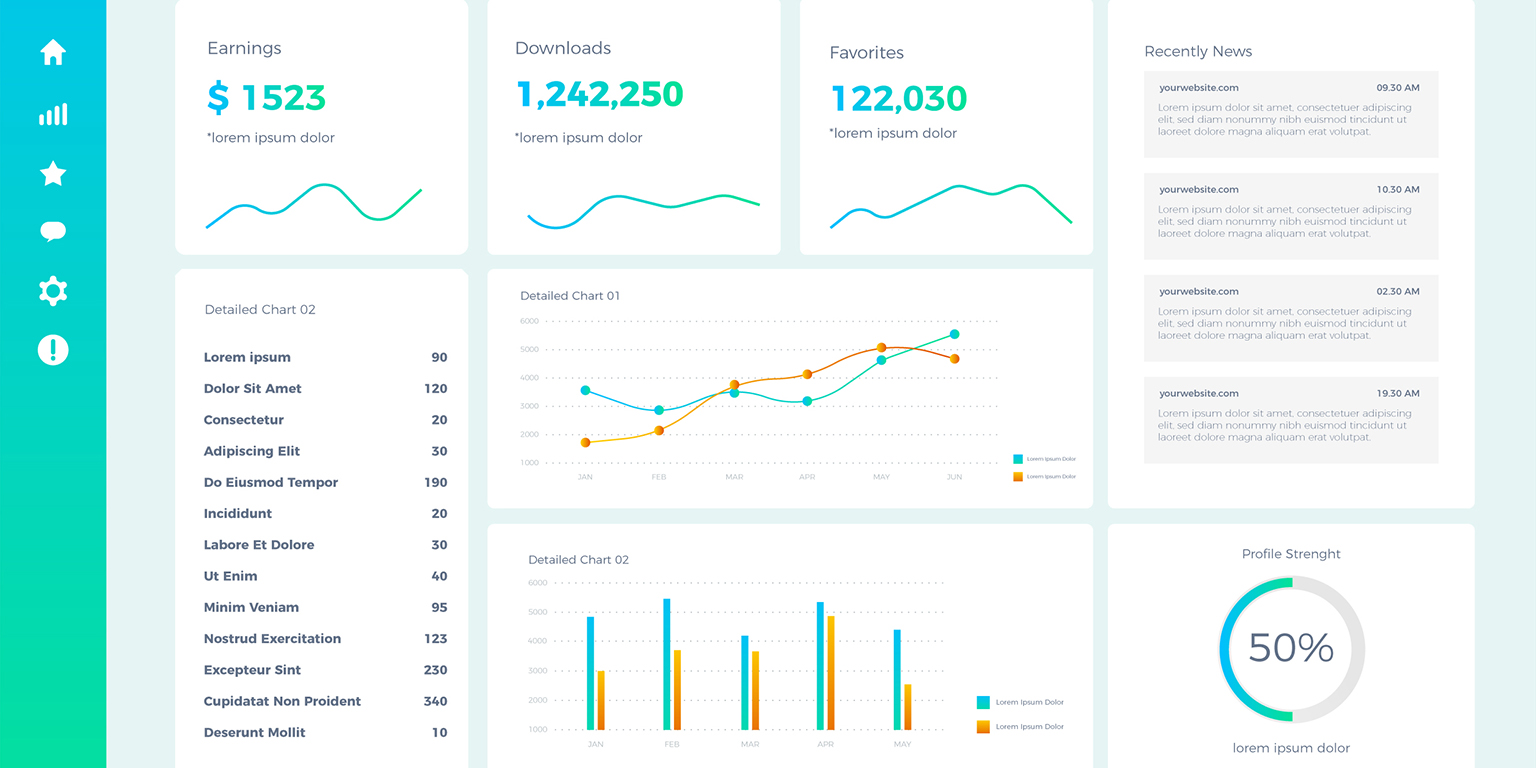 Earnings
$ 1523
*lorem ipsum dolor
Downloads
1,242,250
*lorem ipsum dolor
Favorites
122,030
*lorem ipsum dolor
Recently News
yourwebsite.com 09.30 AM
Lorem ipsum dolor sit amet, consectetuer adipiscing
elit, sed diam nonummy nibh euismod tincidunt ut
laoreet dolore magna aliquam erat volutpat.
yourwebsite.com 10.30 AM
Lorem ipsum dolor sit amet, consectetuer adipiscing
elit, sed diam nonummy nibh euismod tincidunt ut
laoreet dolore magna aliquam erat volutpat.
yourwebsite.com 02.30 AM
Lorem ipsum dolor sit amet, consectetuer adipiscing
elit, sed diam nonummy nibh euismod tincidunt ut
laoreet dolore magna aliquam erat volutpat.
yourwebsite.com 19.30 AM
Lorem ipsum dolor sit amet, consectetuer adipiscing
elit, sed diam nonummy nibh euismod tincidunt ut
laoreet dolore magna aliquam erat volutpat.
Detailed Chart 02
Lorem ipsum 90
Dolor Sit Amet 120
Consectetur 20
Adipiscing Elit 30
Do Eiusmod Tempor 190
Incididunt 20
Labore Et Dolore 30
Ut Enim 40
Minim Veniam 95
Nostrud Exercitation 123
Excepteur Sint 230
Cupidatat Non Proident 340
Deserunt Mollit 10
Detailed Chart 01
6000
5000
4000
3000
2000
1000
JAN FEB MAR APR MAY JUN
Lorem Ipsum Dolor
Lorem Ipsum Dolor
Detailed Chart 02
6000
5000
4000
3000
2000
1000
JAN FEB MAR APR MAY
Lorem Ipsum Dolor
Lorem Ipsum Dolor
Profile Strenght
50%
lorem ipsum dolor